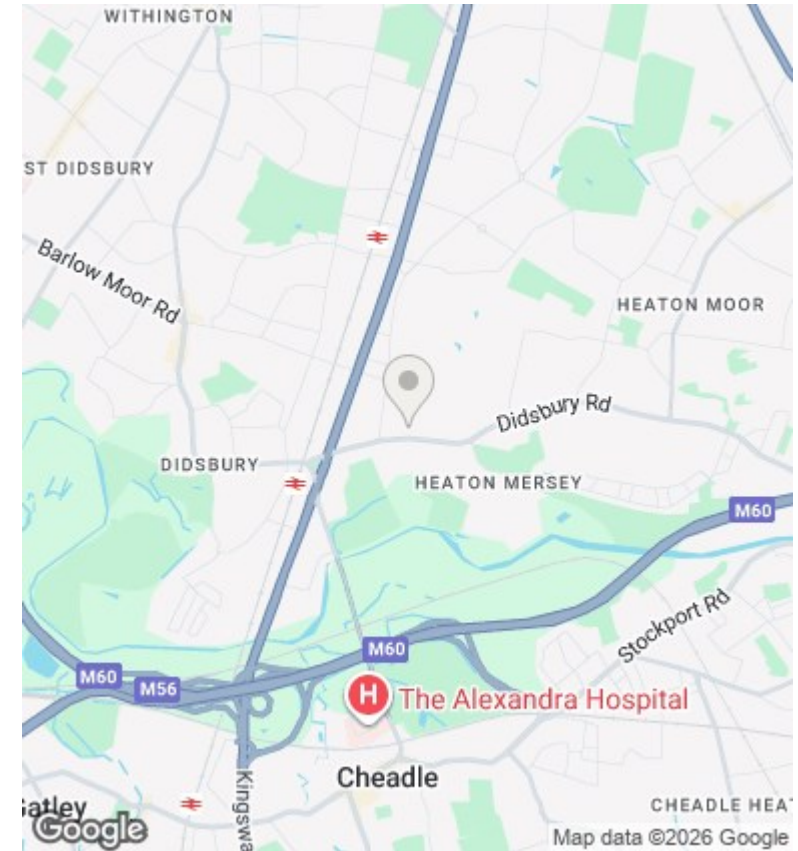 WITHINGTON
ST DIDSBURY
Barlow Moor Rd
HEATON MOOR
Didsbury Rd
DIDSBURY
HEATON MERSEY
M60
Stockport Rd
M60
M60
M56
H
The Alexandra Hospital
Cheadle
Kingswa
Gatley
CHEADLE HEAT
Google
Map data ©2026 Google